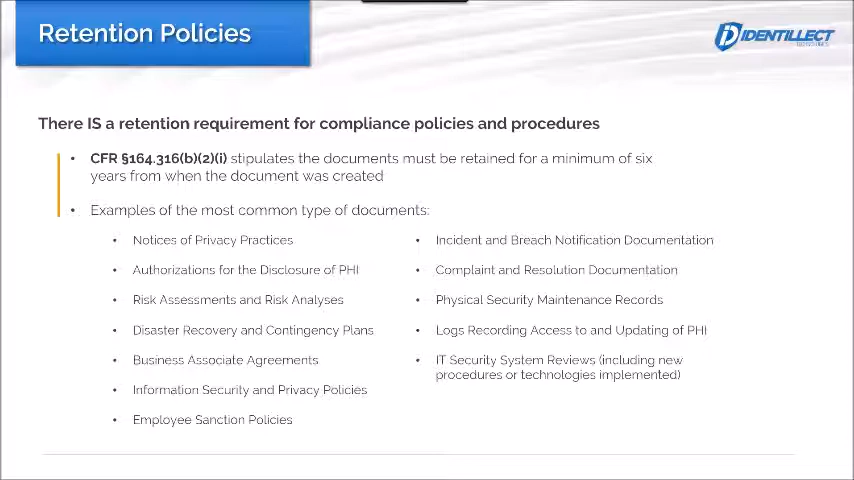 Retention Policies
IDENTILLECT
There IS a retention requirement for compliance policies and procedures
• CFR §164.316(b)(2)(i) stipulates the documents must be retained for a minimum of six
years from when the document was created
• Examples of the most common type of documents:
• Notices of Privacy Practices
• Authorizations for the Disclosure of PHI
• Risk Assessments and Risk Analyses
• Disaster Recovery and Contingency Plans
• Business Associate Agreements
• Information Security and Privacy Policies
• Employee Sanction Policies
• Incident and Breach Notification Documentation
• Complaint and Resolution Documentation
• Physical Security Maintenance Records
• Logs Recording Access to and Updating of PHI
• IT Security System Reviews (including new
procedures or technologies implemented)